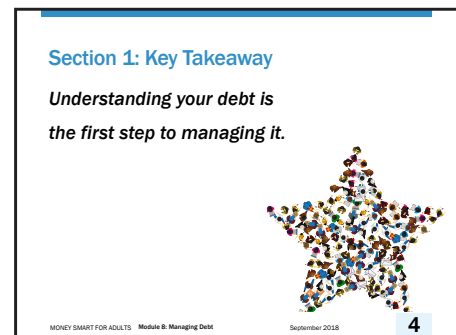 Section 1: Key Takeaway
Understanding your debt is
the first step to managing it.
MONEY SMART FOR ADULTS Module 8: Managing Debt September 2018 4